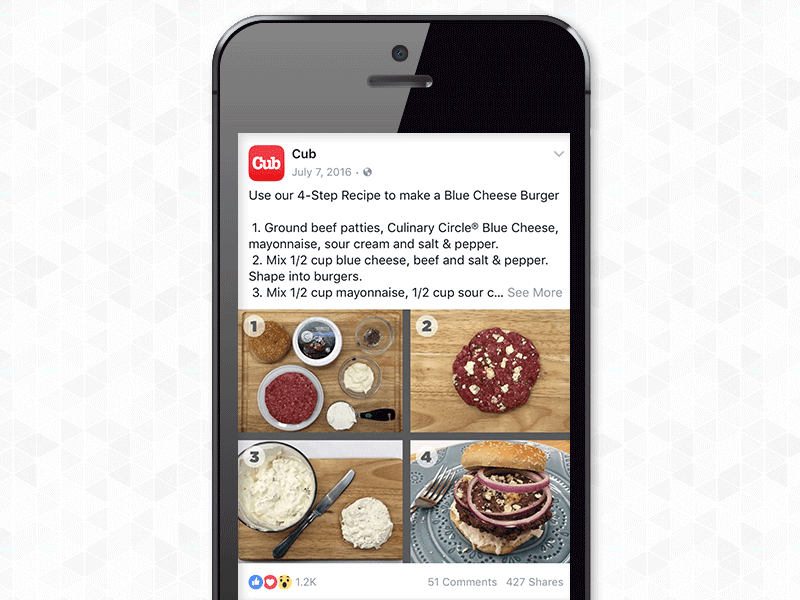 Cub
Cub
July 7, 2016 ·
Use our 4-Step Recipe to make a Blue Cheese Burger
1. Ground beef patties, Culinary Circle® Blue Cheese,
mayonnaise, sour cream and salt & pepper.
2. Mix 1/2 cup blue cheese, beef and salt & pepper.
Shape into burgers.
3. Mix 1/2 cup mayonnaise, 1/2 cup sour c... See More
1
2
3
4
1.2K
51 Comments 427 Shares